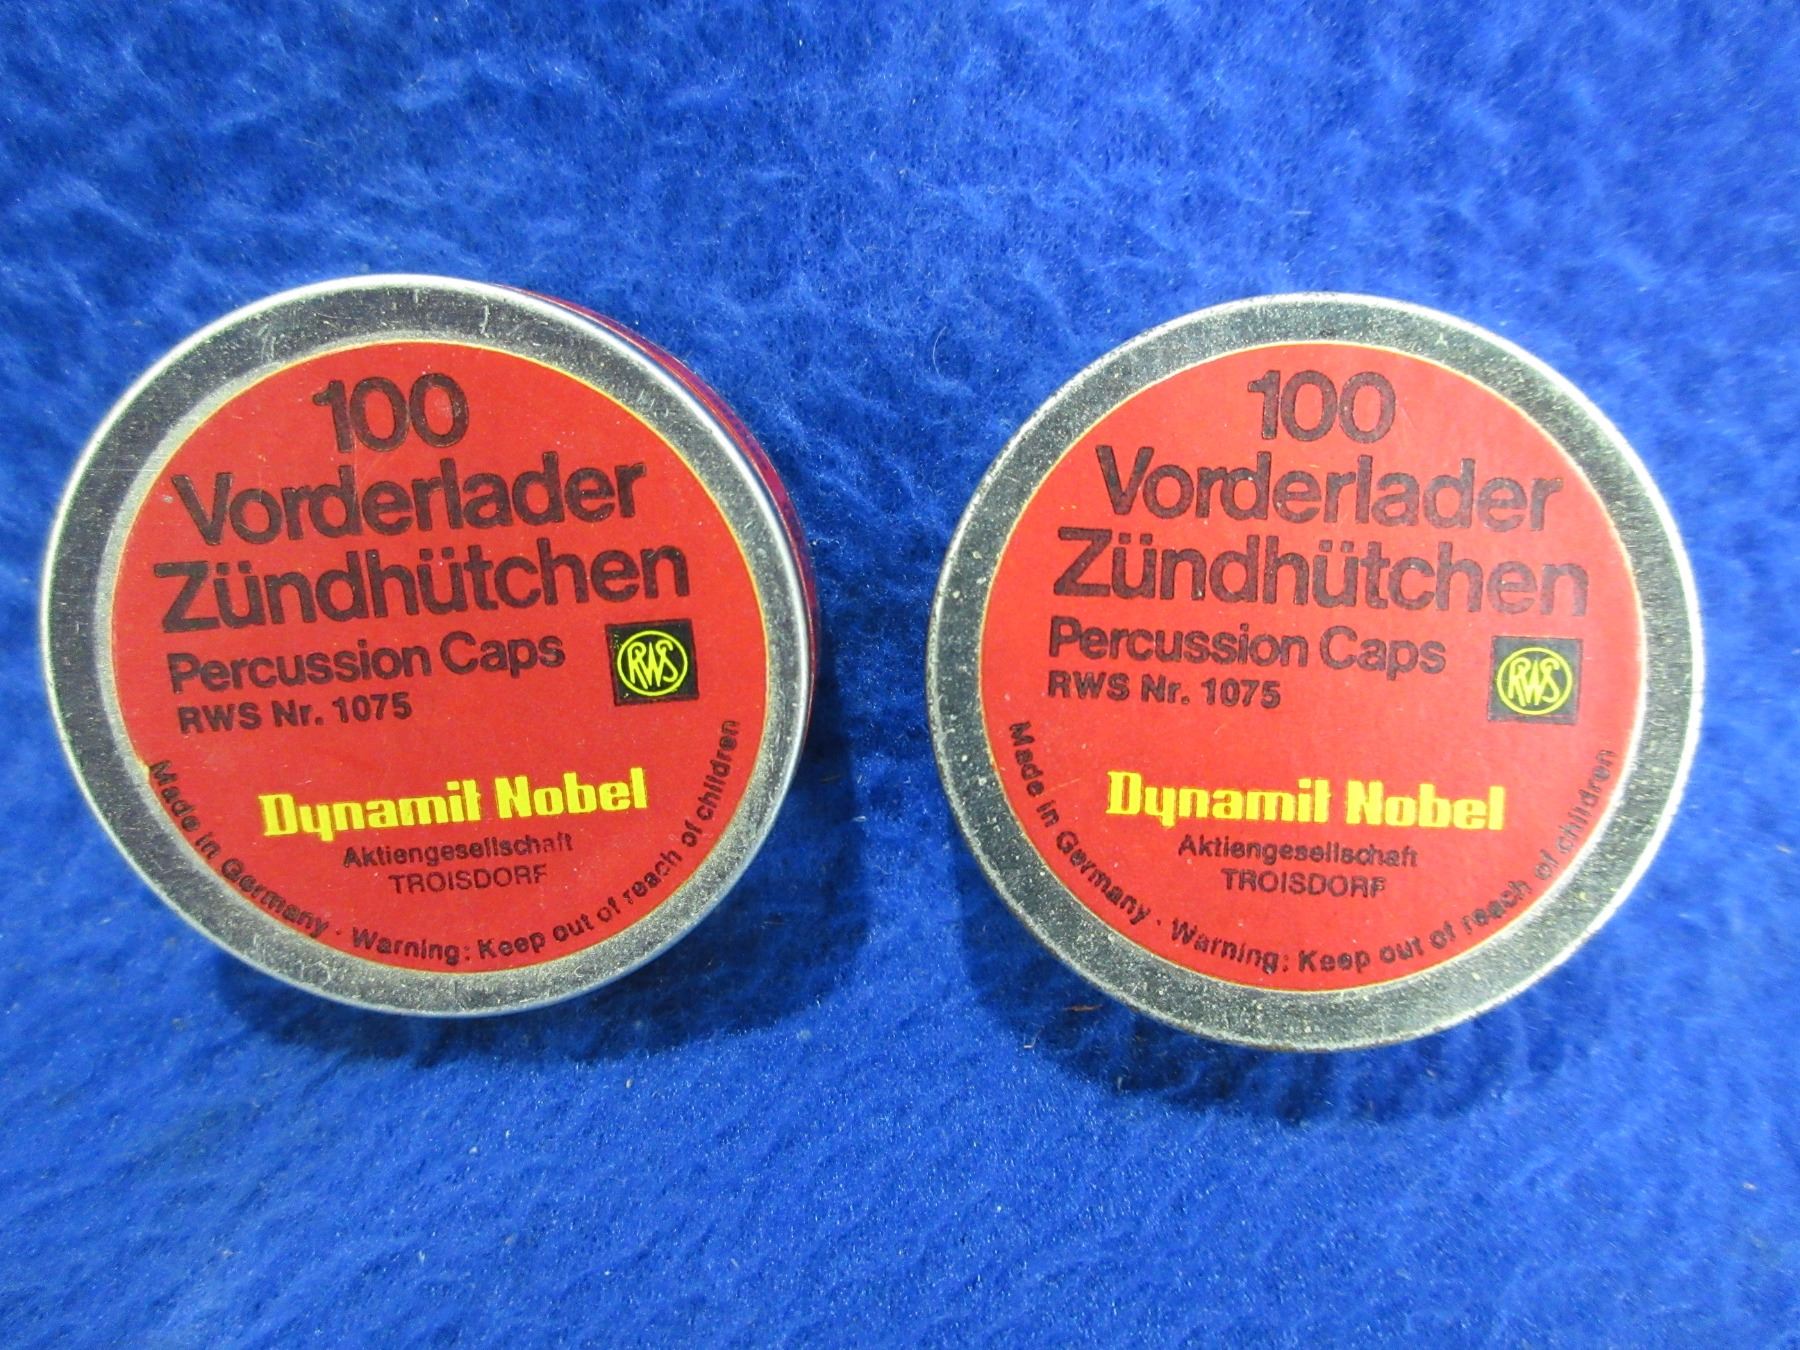 100
Vorderlader
Zündhütchen
Percussion Caps
RWS Nr. 1075
RWS
Dynamit Nobel
Aktiengesellschaft
TROISDORF
Made in Germany · Warning: Keep out of reach of children
100
Vorderlader
Zündhütchen
Percussion Caps
RWS Nr. 1075
RWS
Dynamit Nobel
Aktiengesellschaft
TROISDORF
Made in Germany · Warning: Keep out of reach of children